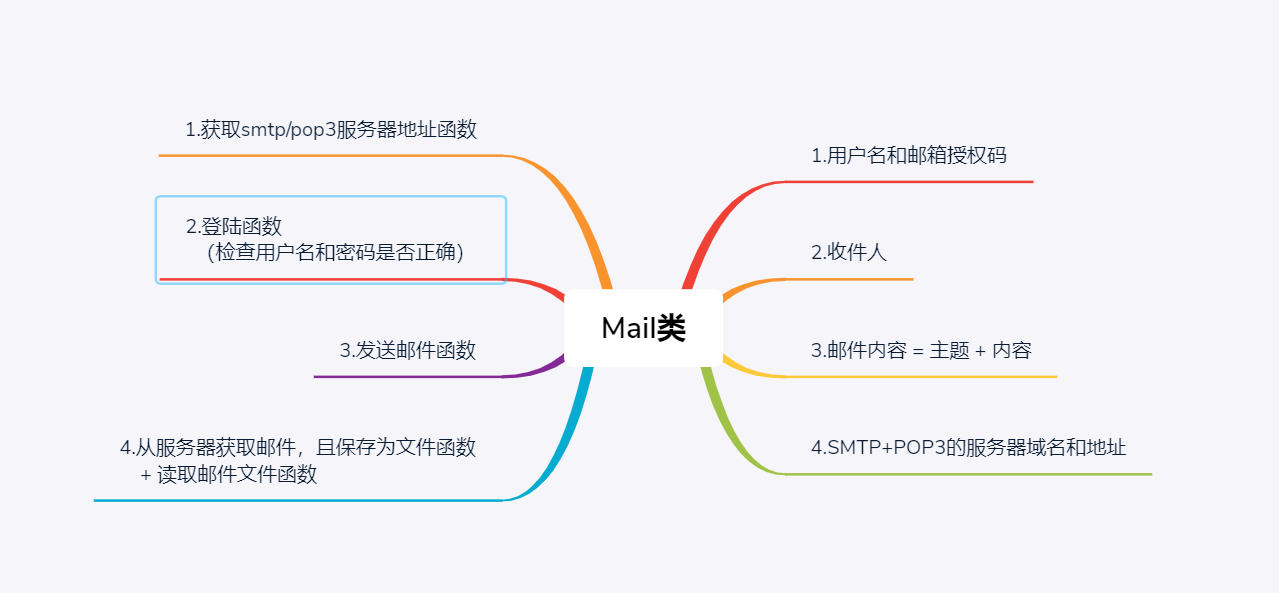 1.获取smtp/pop3服务器地址函数
2.登陆函数
（检查用户名和密码是否正确）
3.发送邮件函数
4.从服务器获取邮件，且保存为文件函数
+ 读取邮件文件函数
Mail类
1.用户名和邮箱授权码
2.收件人
3.邮件内容 = 主题 + 内容
4.SMTP+POP3的服务器域名和地址